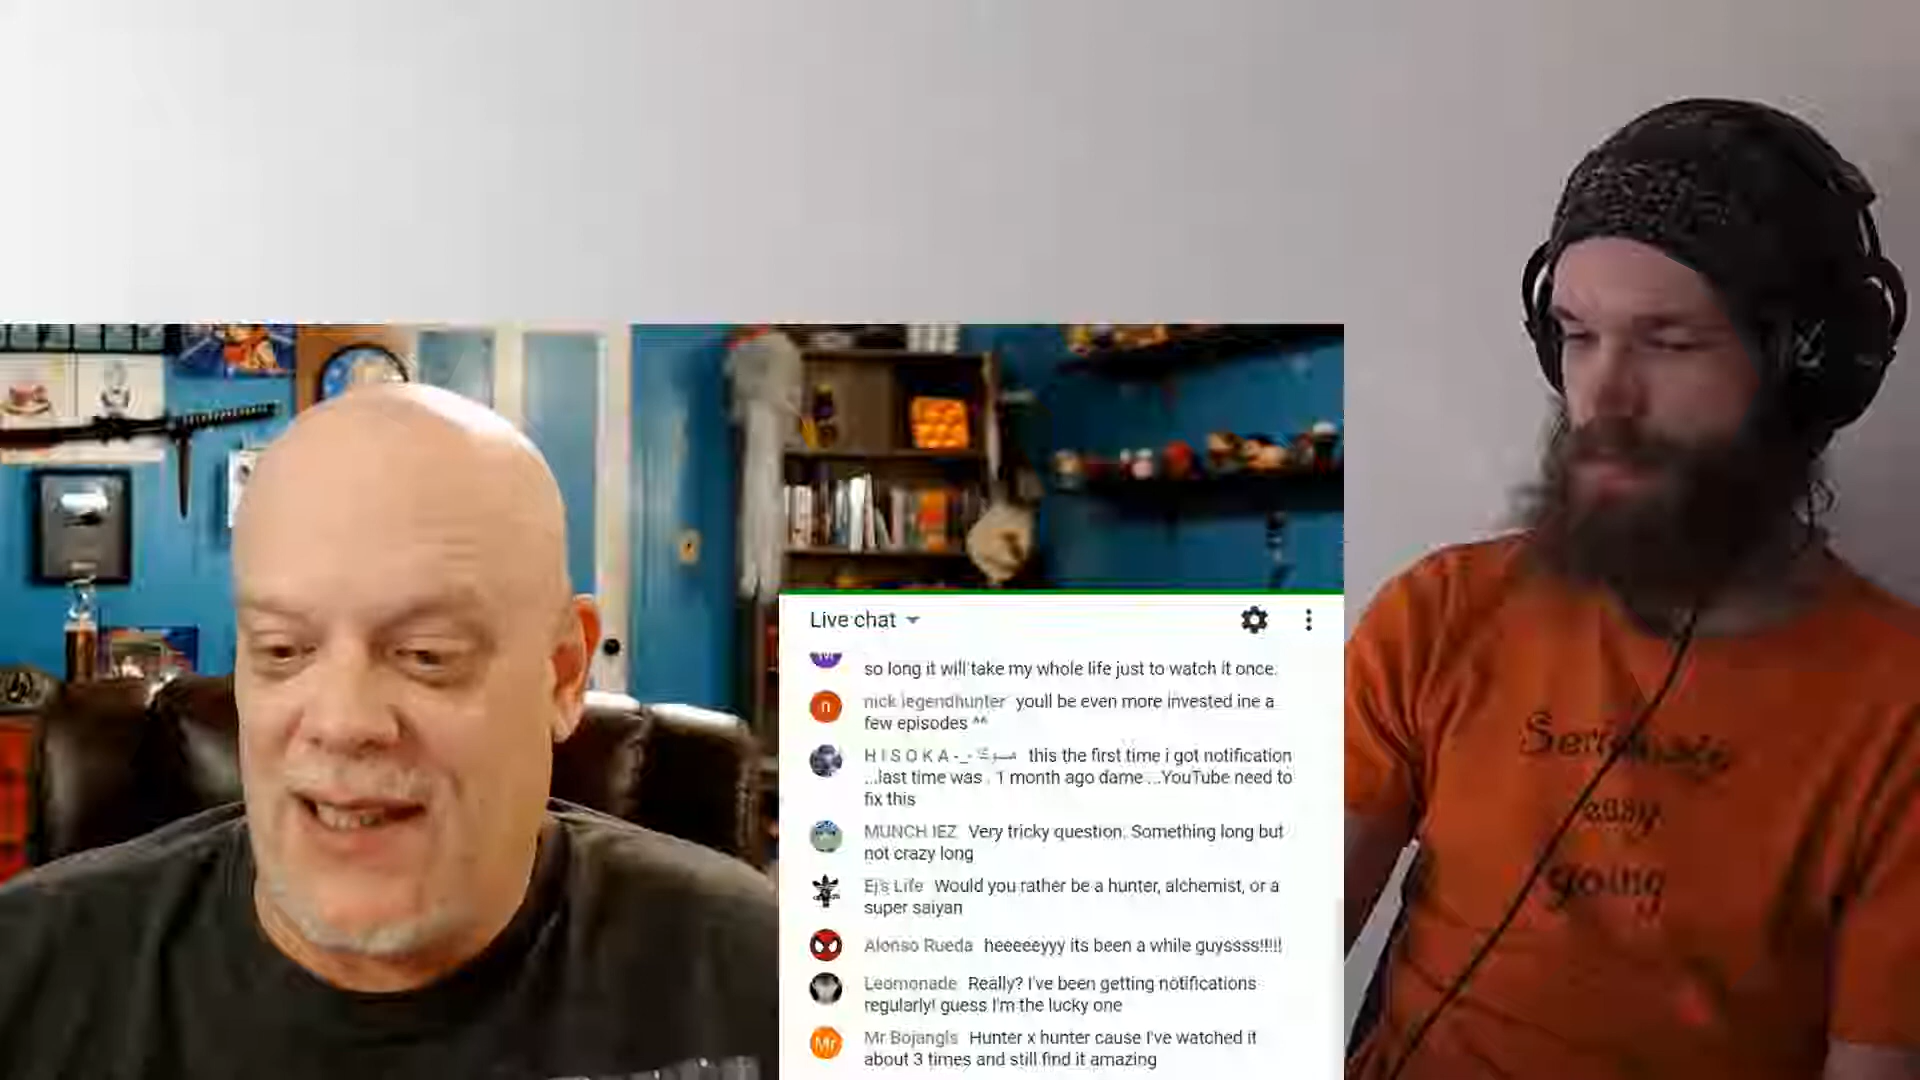 Live chat
so long it will take my whole life just to watch it once.
n
nick legendhunter youll be even more invested ine a
few episodes ^^
H I S O K A -_- this the first time i got notification
...last time was . 1 month ago dame ...YouTube need to
fix this
MUNCH IEZ Very tricky question. Something long but
not crazy long
Ej's Life Would you rather be a hunter, alchemist, or a
super saiyan
Alonso Rueda heeeeeyyy its been a while guyssss!!!!!
Leomonade Really? I've been getting notifications
regularly! guess I'm the lucky one
Mr
Mr Bojangls Hunter x hunter cause I've watched it
about 3 times and still find it amazing
easy
going